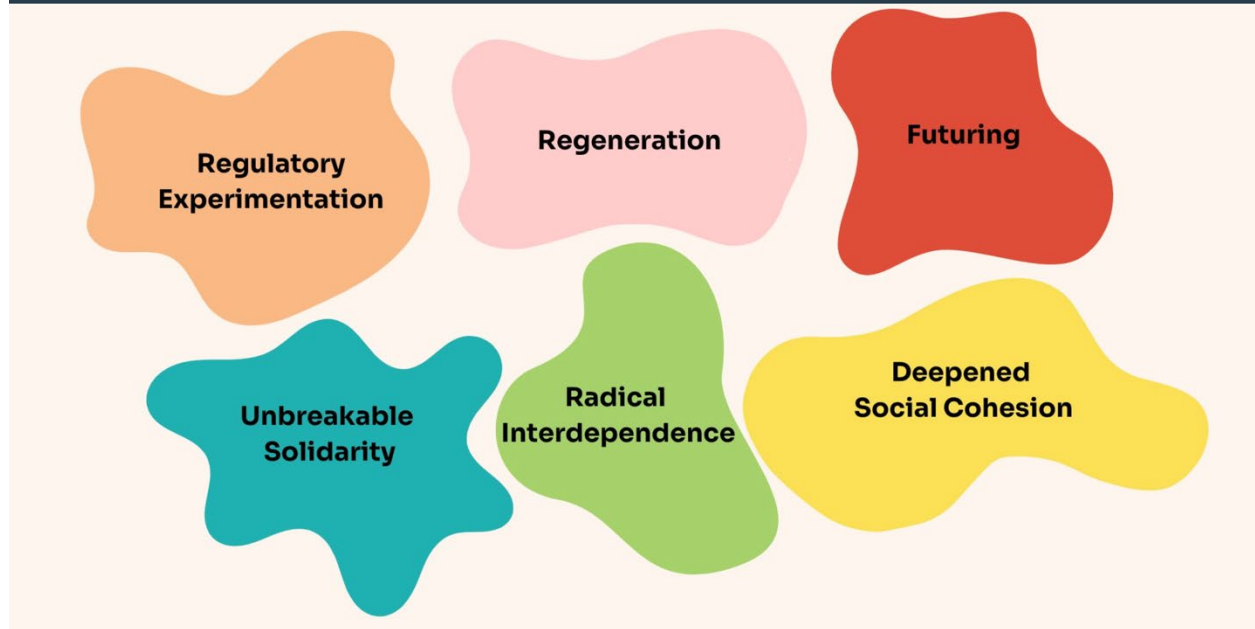 Regulatory
Experimentation
Regeneration
Futuring
Unbreakable
Solidarity
Radical
Interdependence
Deepened
Social Cohesion